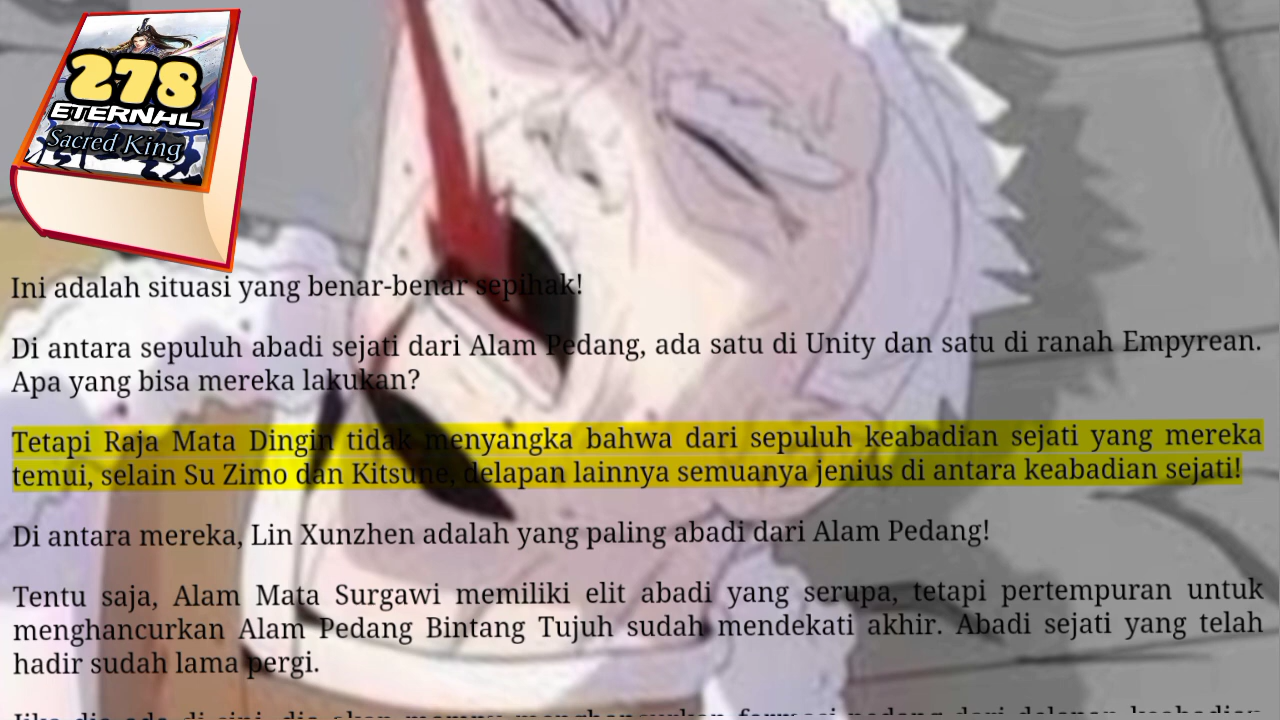 278
ETERNAL
Sacred King
Ini adalah situasi yang benar-benar sepihak!
Di antara sepuluh abadi sejati dari Alam Pedang, ada satu di Unity dan satu di ranah Empyrean.
Apa yang bisa mereka lakukan?
Tetapi Raja Mata Dingin tidak menyangka bahwa dari sepuluh keabadian sejati yang mereka
temui, selain Su Zimo dan Kitsune, delapan lainnya semuanya jenius di antara keabadian sejati!
Di antara mereka, Lin Xunzhen adalah yang paling abadi dari Alam Pedang!
Tentu saja, Alam Mata Surgawi memiliki elit abadi yang serupa, tetapi pertempuran untuk
menghancurkan Alam Pedang Bintang Tujuh sudah mendekati akhir. Abadi sejati yang telah
hadir sudah lama pergi.